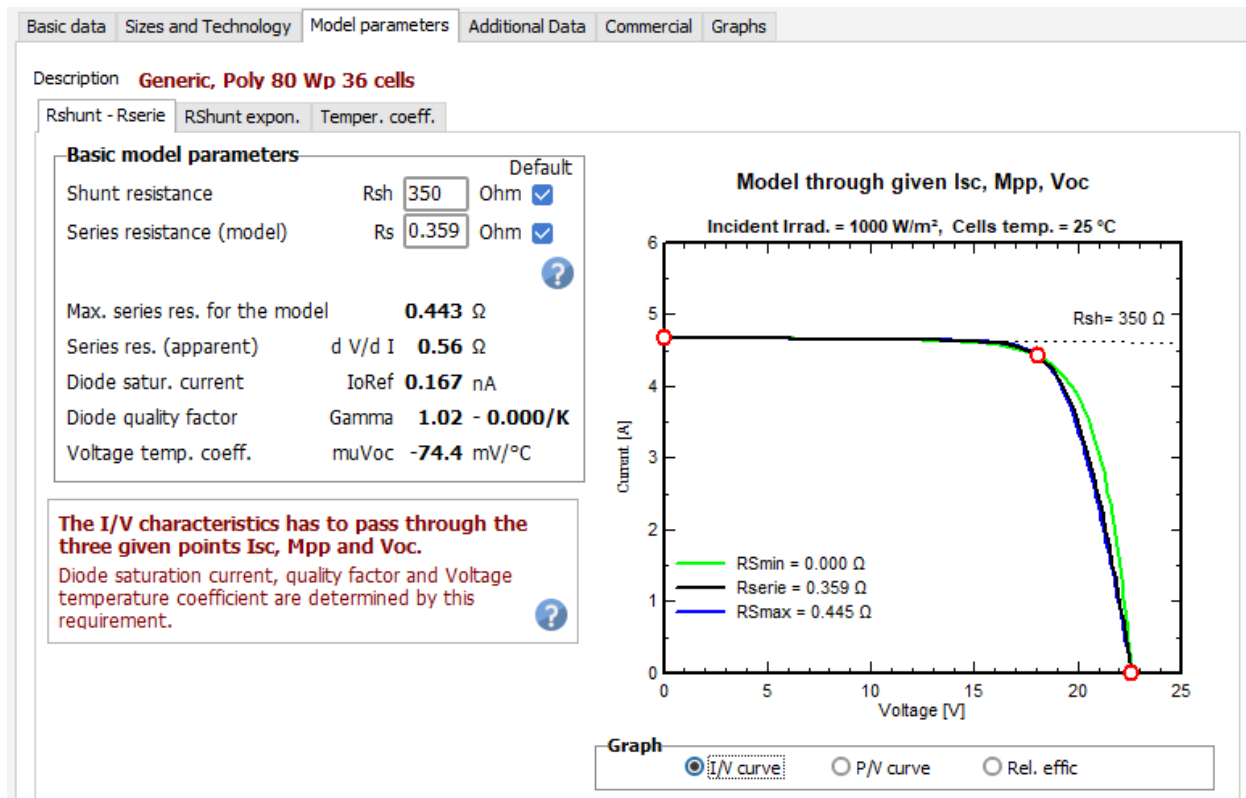 Basic data Sizes and Technology Model parameters Additional Data Commercial Graphs
Description Generic, Poly 80 Wp 36 cells
Rshunt - Rserie RShunt expon. Temper. coeff.
Basic model parameters
Default
Shunt resistance Rsh 350 Ohm
Series resistance (model) Rs 0.359 Ohm
?
Max. series res. for the model 0.443 Ω
Series res. (apparent) d V/d I 0.56 Ω
Diode satur. current IoRef 0.167 nA
Diode quality factor Gamma 1.02 - 0.000/K
Voltage temp. coeff. muVoc -74.4 mV/°C
The I/V characteristics has to pass through the
three given points Isc, Mpp and Voc.
Diode saturation current, quality factor and Voltage
temperature coefficient are determined by this
requirement.
?
Model through given Isc, Mpp, Voc
Incident Irrad. = 1000 W/m², Cells temp. = 25 °C
6
5
4
3
2
1
0
Current [A]
Rsh= 350 Ω
RSmin = 0.000 Ω
Rserie = 0.359 Ω
RSmax = 0.445 Ω
0 5 10 15 20 25
Voltage [V]
Graph
I/V curve P/V curve Rel. effic